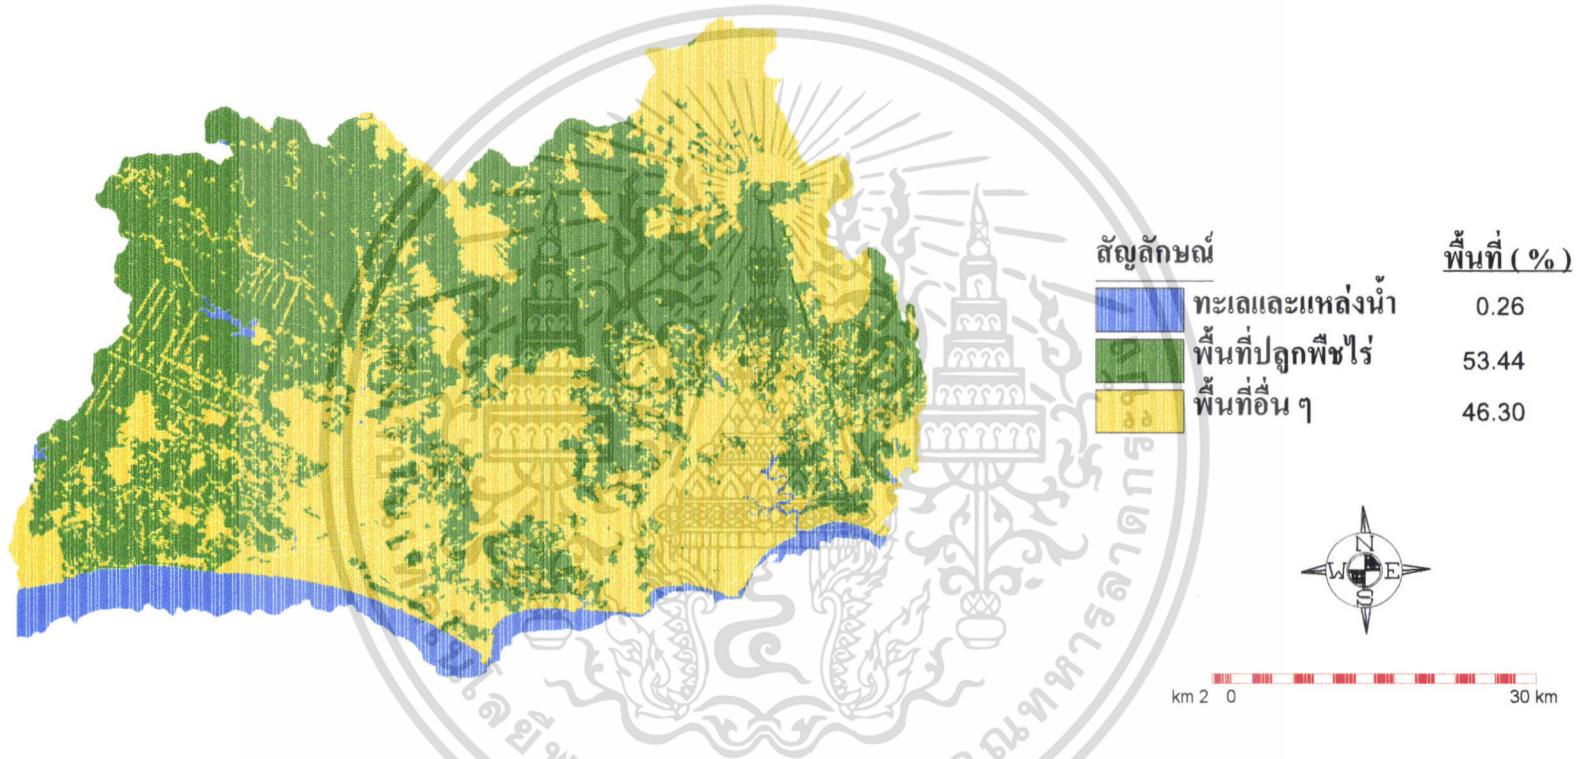 สัญลักษณ์ พื้นที่ ( % )
ทะเลและแหล่งน้ำ 0.26
พื้นที่ปลูกพืชไร่ 53.44
พื้นที่อื่น ๆ 46.30
N
W E
S
km 2 0 30 km